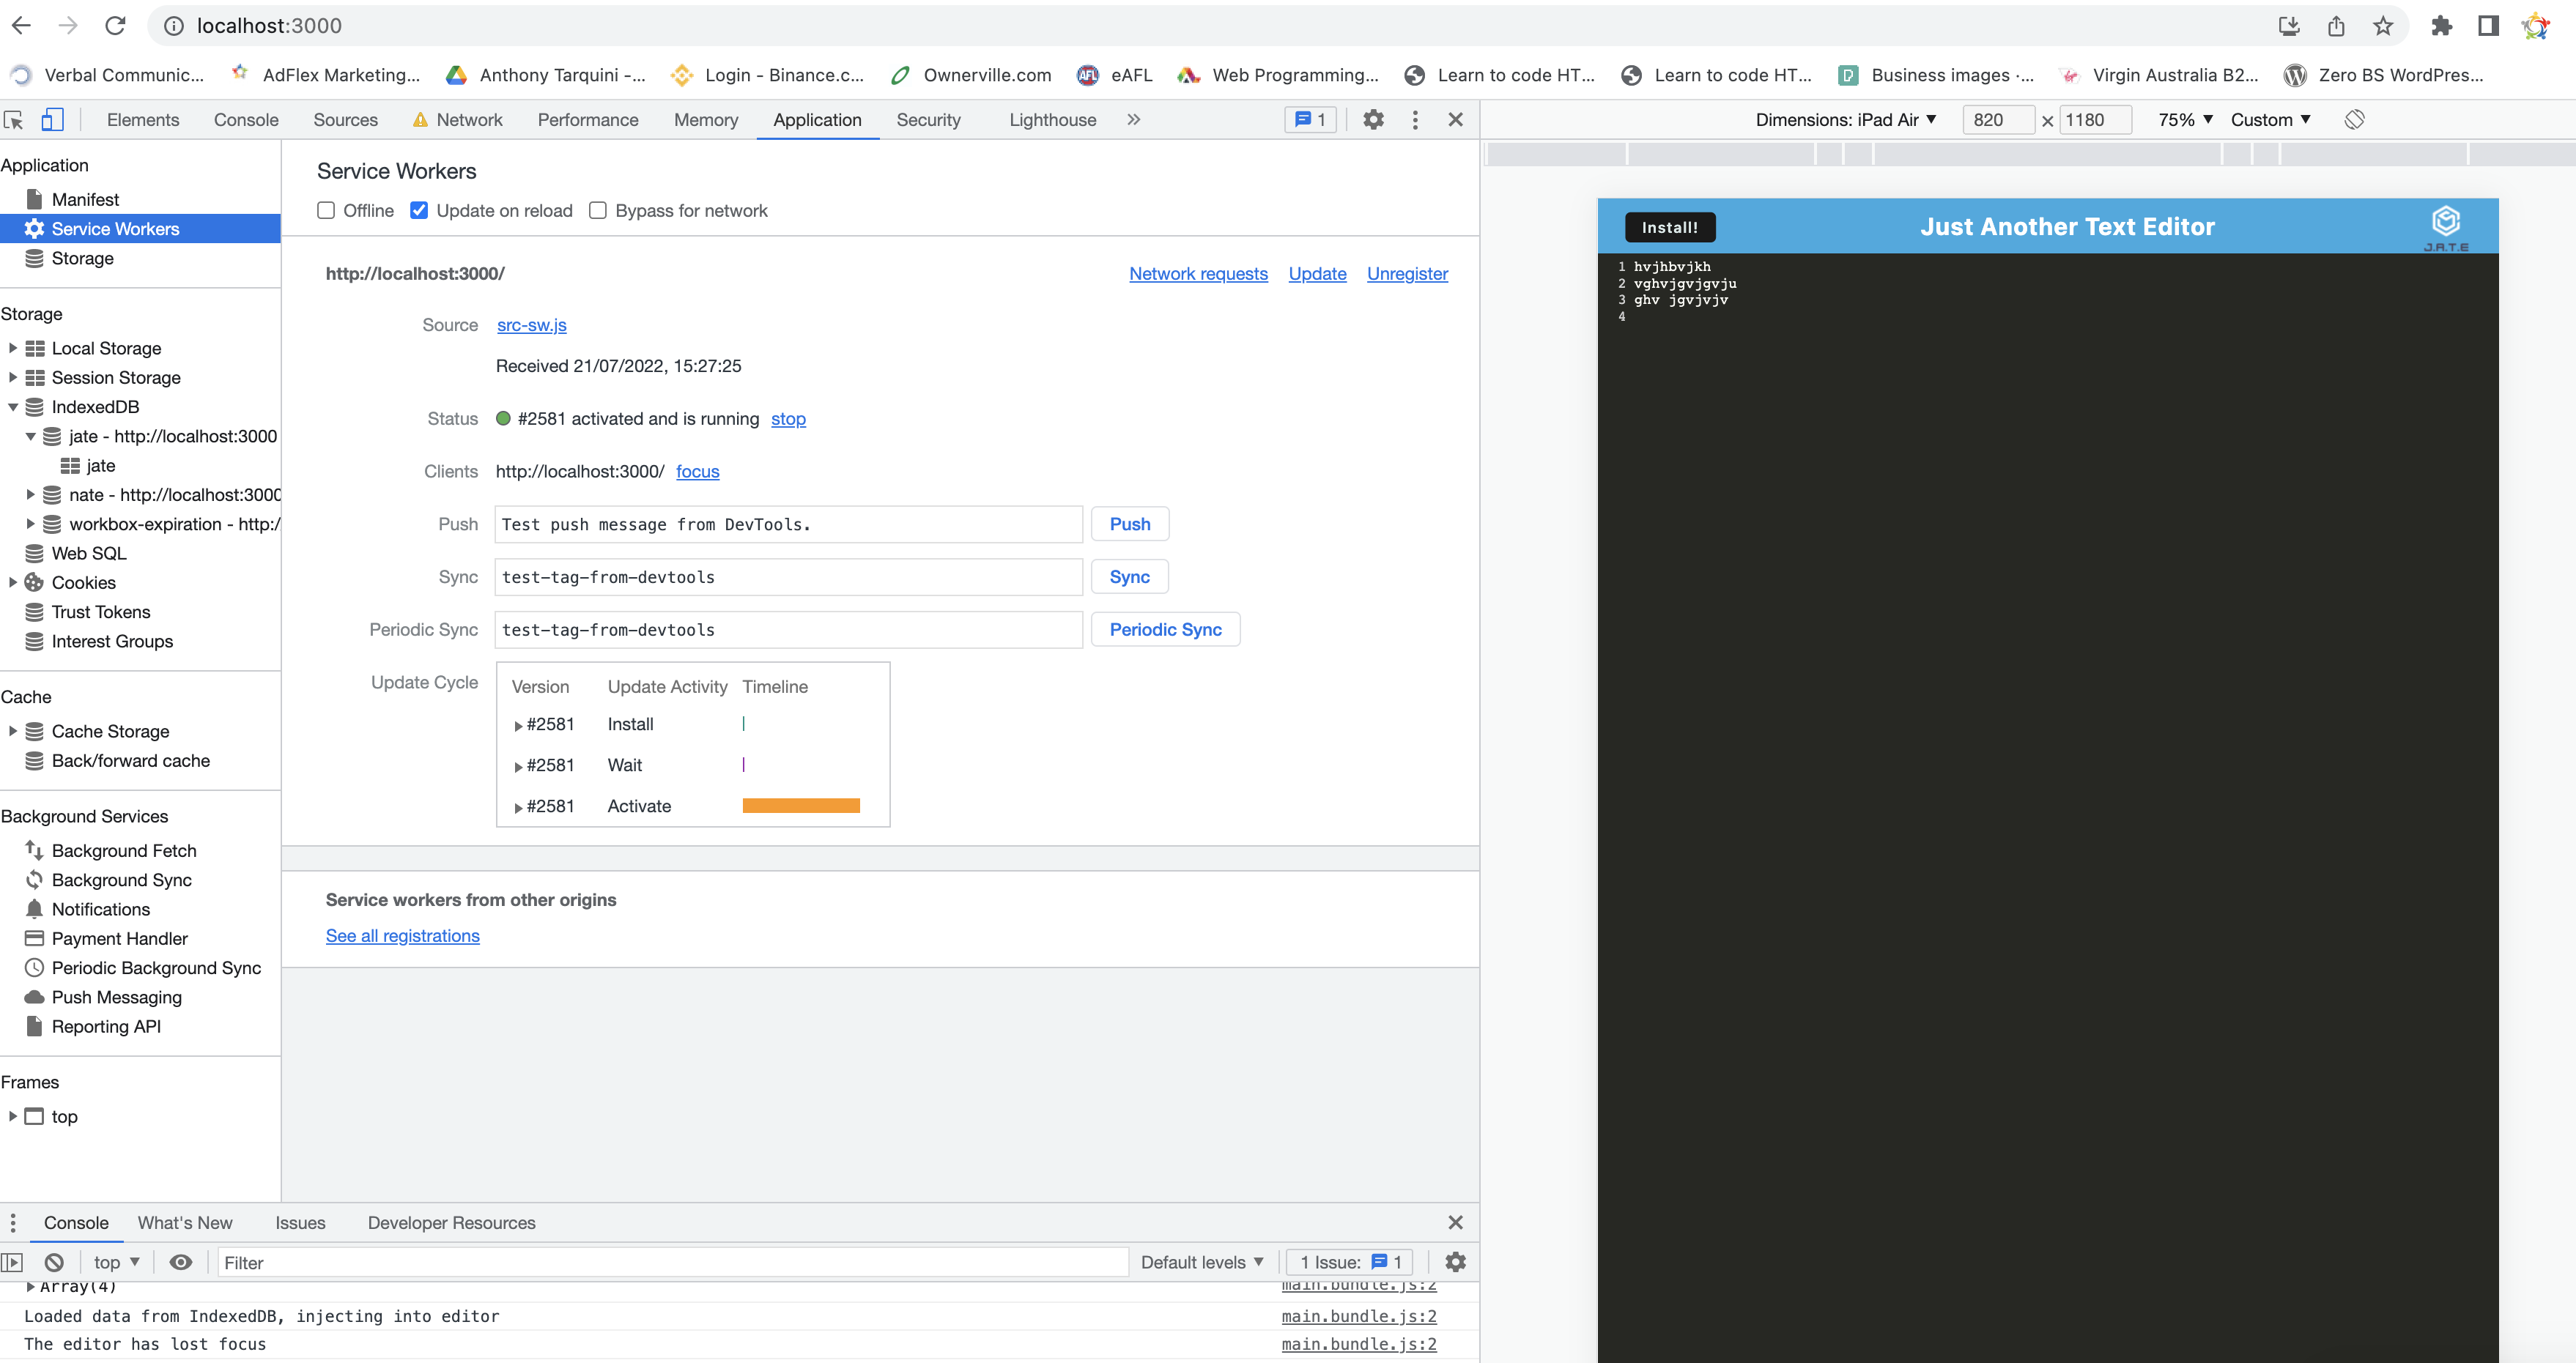 localhost:3000
Verbal Communic...
AdFlex Marketing...
Anthony Tarquini -...
Login - Binance.c...
Ownerville.com
eAFL
Web Programming...
Learn to code HT...
Learn to code HT...
Business images ·...
Virgin Australia B2...
Zero BS WordPres...
Elements
Console
Sources
Network
Performance
Memory
Application
Security
Lighthouse
1
Dimensions: iPad Air
820
×
1180
75%
Custom
Application
Manifest
Service Workers
Storage
Storage
Local Storage
Session Storage
IndexedDB
jate - http://localhost:3000
jate
nate - http://localhost:3000
workbox-expiration - http:/
Web SQL
Cookies
Trust Tokens
Interest Groups
Cache
Cache Storage
Back/forward cache
Background Services
Background Fetch
Background Sync
Notifications
Payment Handler
Periodic Background Sync
Push Messaging
Reporting API
Frames
top
Service Workers
Offline
Update on reload
Bypass for network
http://localhost:3000/
Network requests
Update
Unregister
Source
src-sw.js
Received 21/07/2022, 15:27:25
Status
#2581 activated and is running
stop
Clients
http://localhost:3000/
focus
Push
Test push message from DevTools.
Push
Sync
test-tag-from-devtools
Sync
Periodic Sync
test-tag-from-devtools
Periodic Sync
Update Cycle
Version Update Activity Timeline
#2581 Install
#2581 Wait
#2581 Activate
Service workers from other origins
See all registrations
Install!
Just Another Text Editor
J.A.T.E
1 hvjhbvjkh
2 vghvjgvjgvju
3 ghv jgvjvjv
4
Console
What's New
Issues
Developer Resources
top
Filter
Default levels
1 Issue:
1
Array(4) main.bundle.js:2
Loaded data from IndexedDB, injecting into editor main.bundle.js:2
The editor has lost focus main.bundle.js:2